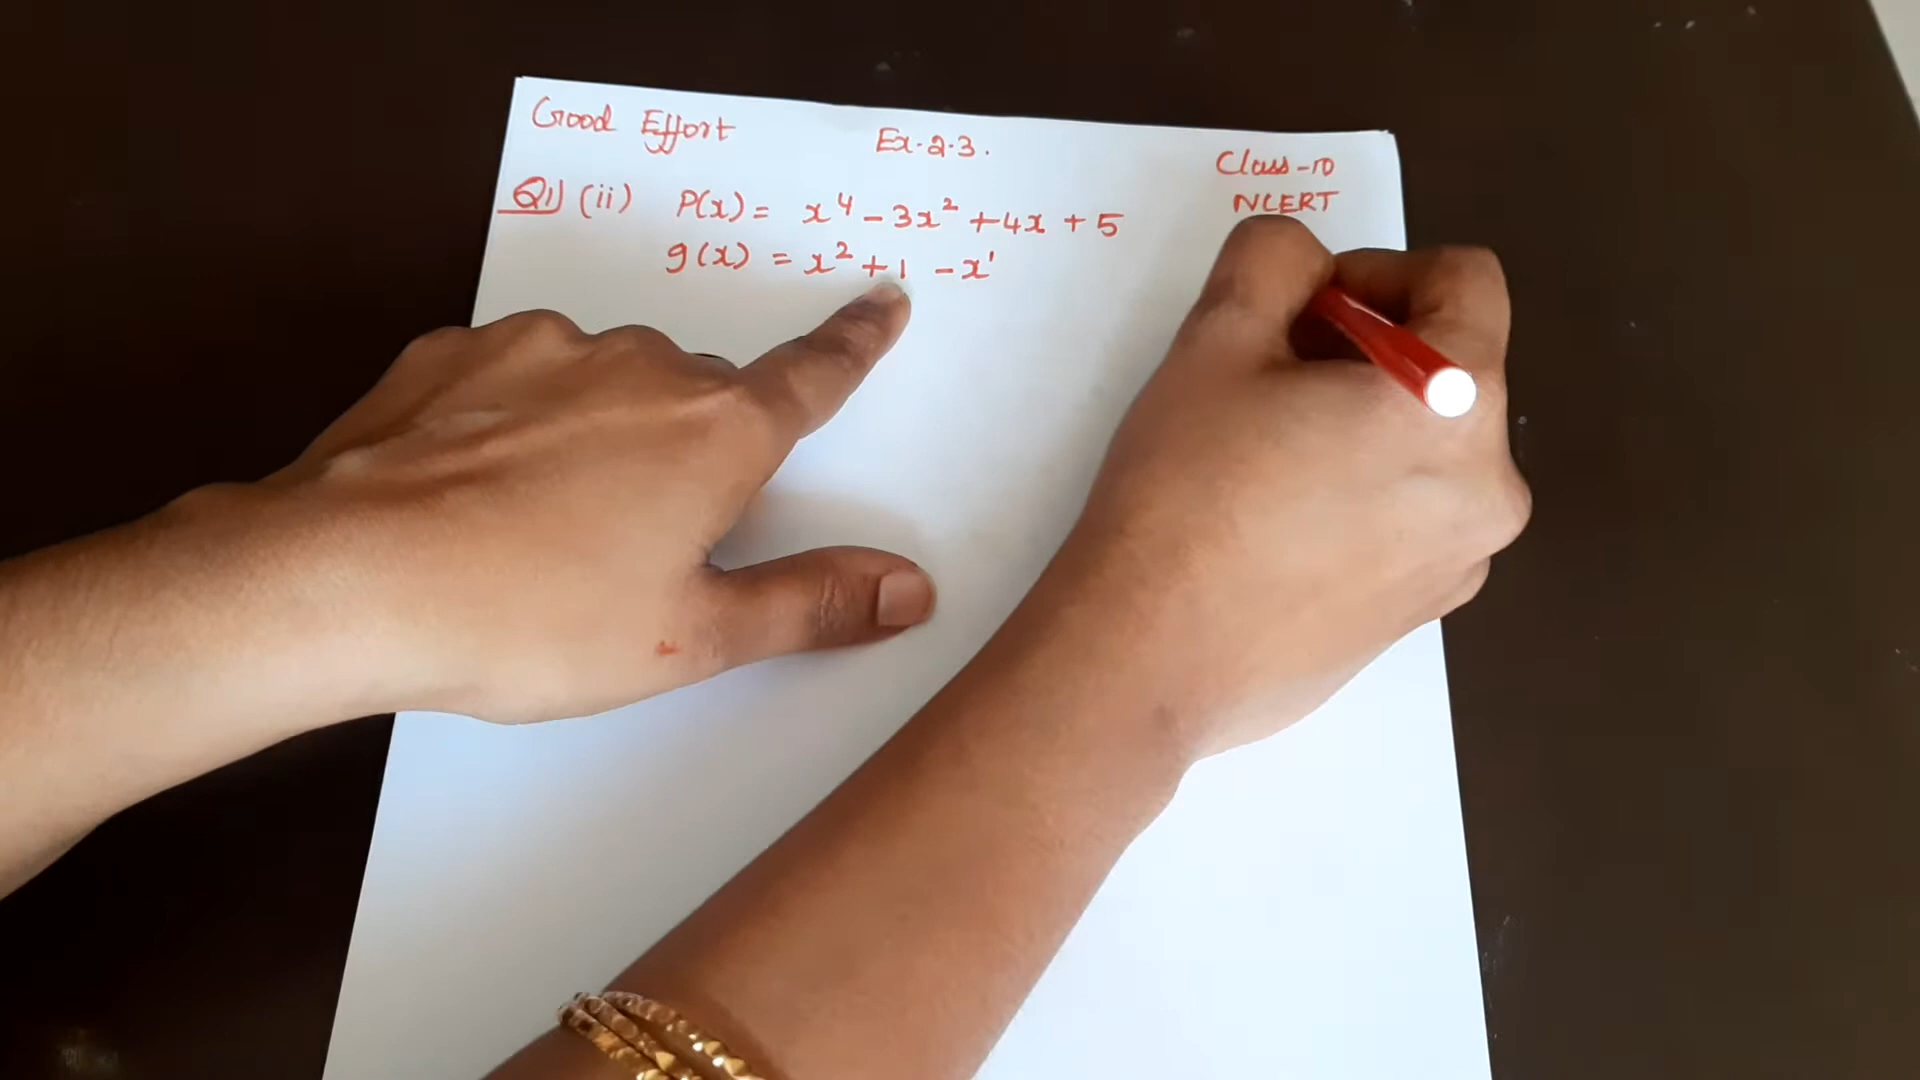 Good Effort Ex.2.3.
Class-10
NCERT
Q1) (ii) P(x) = x⁴ - 3x² + 4x + 5
g(x) = x² + 1 - x¹